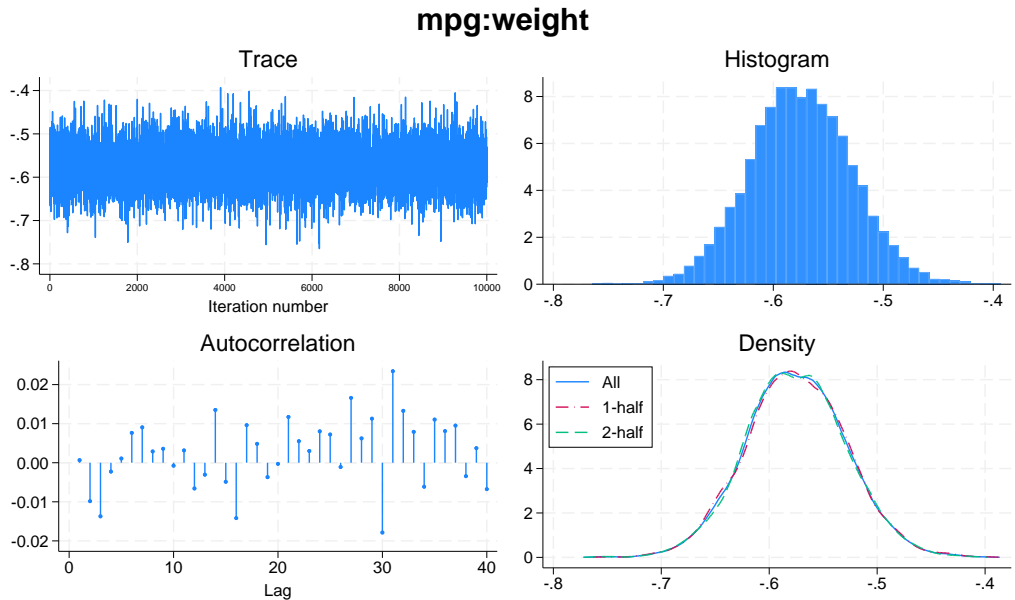 mpg:weight
Trace
-.4
-.5
-.6
-.7
-.8
0 2000 4000 6000 8000 10000
Iteration number
Histogram
8
6
4
2
0
-.8 -.7 -.6 -.5 -.4
Autocorrelation
0.02
0.01
0.00
-0.01
-0.02
0 10 20 30 40
Lag
Density
All
1-half
2-half
8
6
4
2
0
-.8 -.7 -.6 -.5 -.4